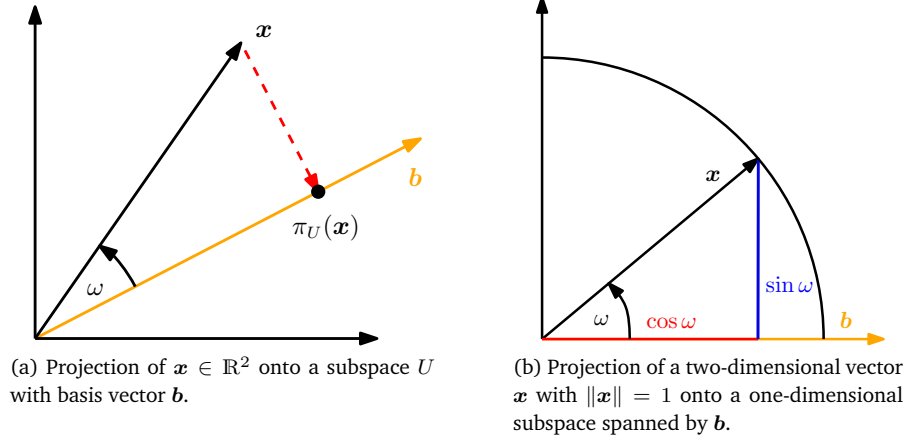 x
b
π_U(x)
ω
(a) Projection of x ∈ ℝ² onto a subspace U
with basis vector b.
x
sin ω
ω
cos ω
b
(b) Projection of a two-dimensional vector
x with ‖x‖ = 1 onto a one-dimensional
subspace spanned by b.